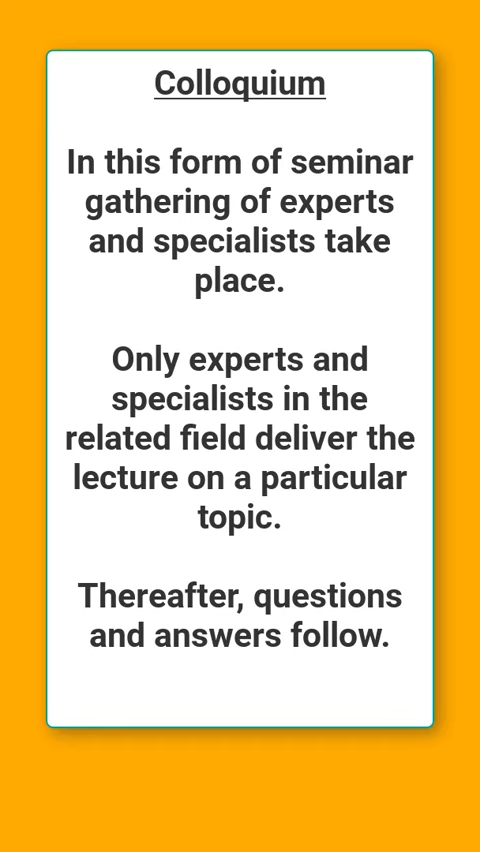 Colloquium
In this form of seminar
gathering of experts
and specialists take
place.
Only experts and
specialists in the
related field deliver the
lecture on a particular
topic.
Thereafter, questions
and answers follow.